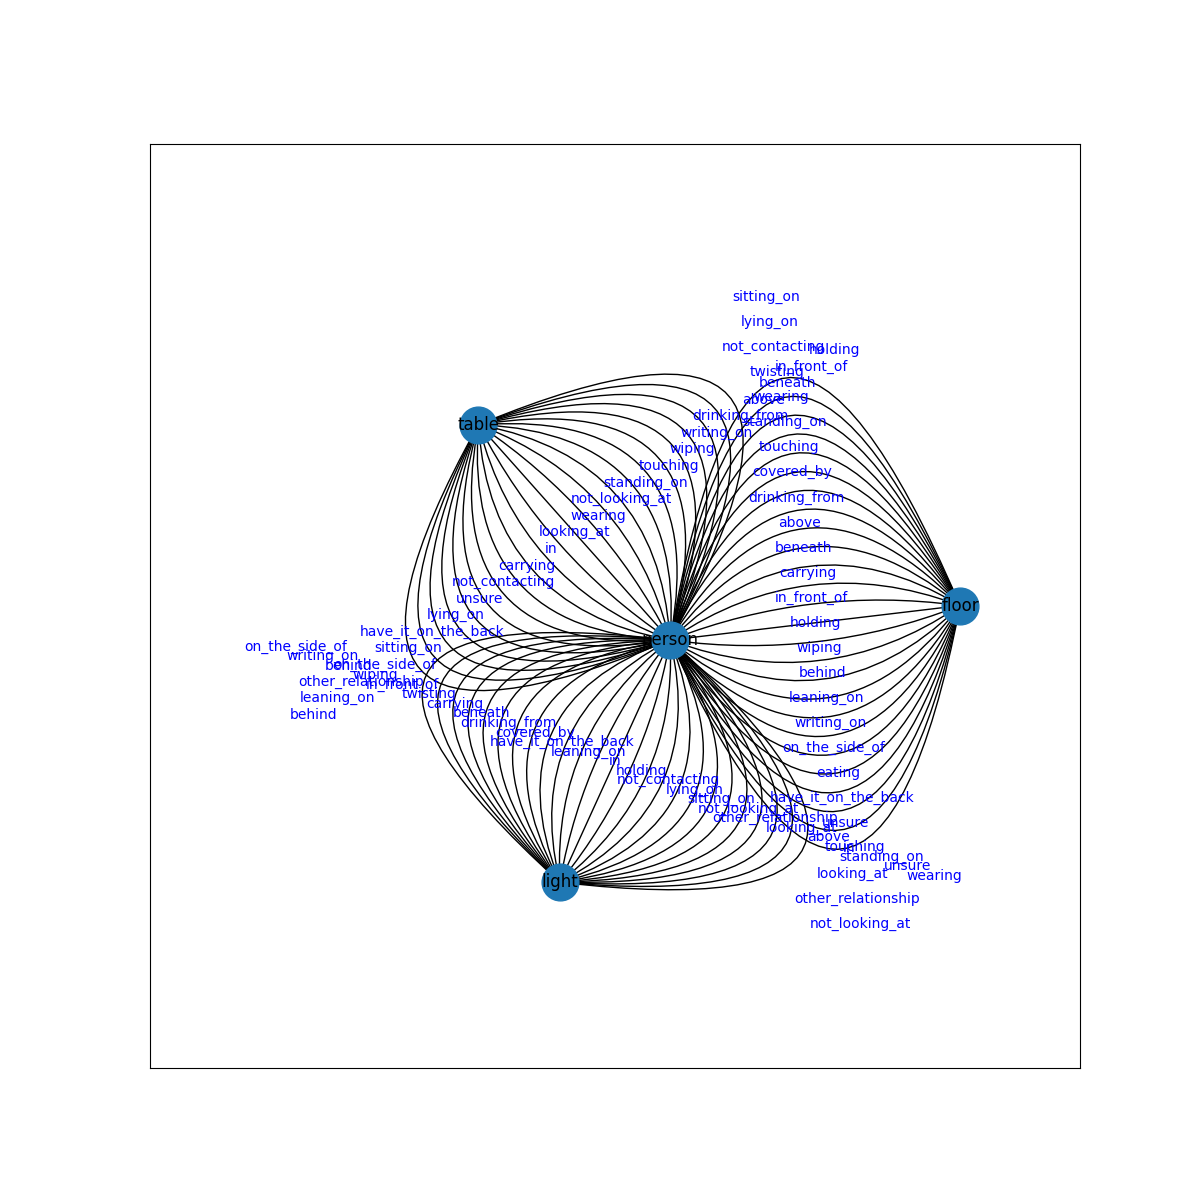 sitting_on
lying_on
not_contacting
holding
in_front_of
twisting
beneath
wearing
above
drinking_from
standing_on
table
writing_on
touching
wiping
touching
covered_by
standing_on
not_looking_at
drinking_from
wearing
above
looking_at
in
beneath
carrying
carrying
not_contacting
unsure
in_front_of
floor
lying_on
holding
have_it_on_the_back
person
on_the_side_of
sitting_on
wiping
writing_on
behind
on_the_side_of
wiping
behind
other_relationship
in_front_of
twisting
leaning_on
leaning_on
carrying
behind
beneath
drinking_from
writing_on
covered_by
have_it_on_the_back
on_the_side_of
leaning_on
in
holding
eating
not_contacting
lying_on
sitting_on
have_it_on_the_back
not_looking_at
other_relationship
unsure
looking_at
above
touching
standing_on
unsure
looking_at
wearing
light
other_relationship
not_looking_at